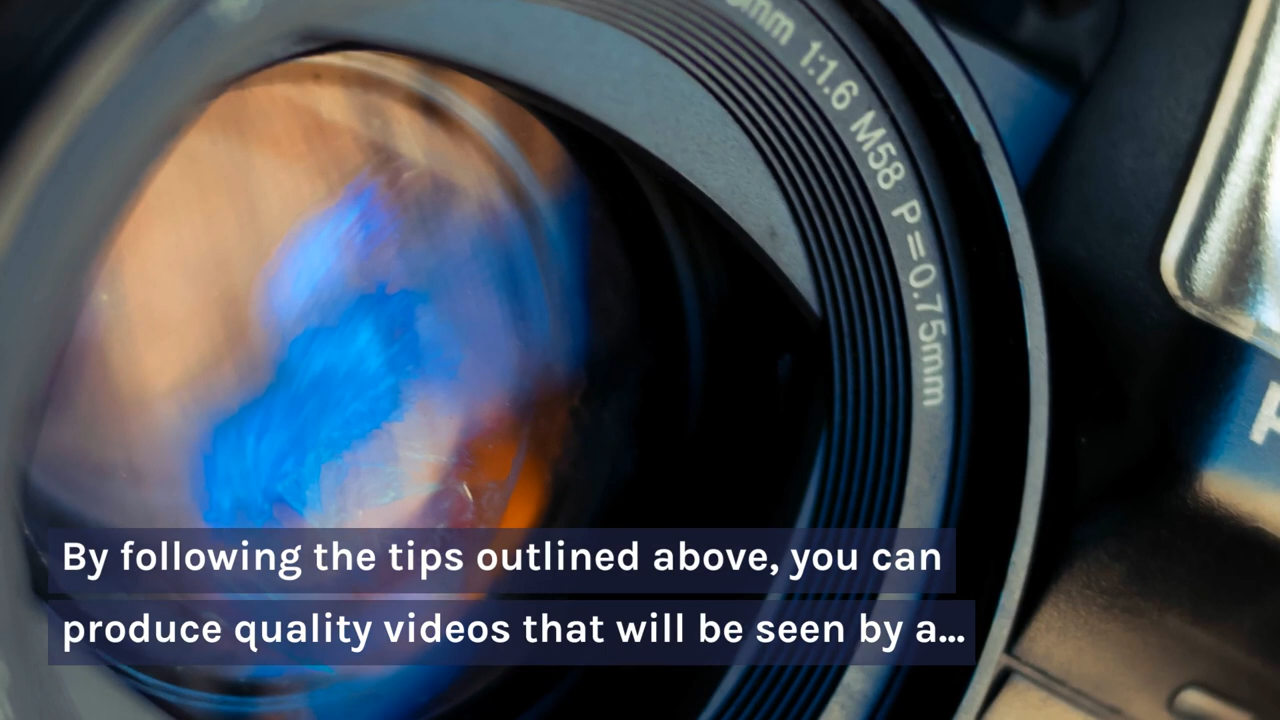 mm 1:1.6 M58 P=0.75mm
By following the tips outlined above, you can
produce quality videos that will be seen by a...